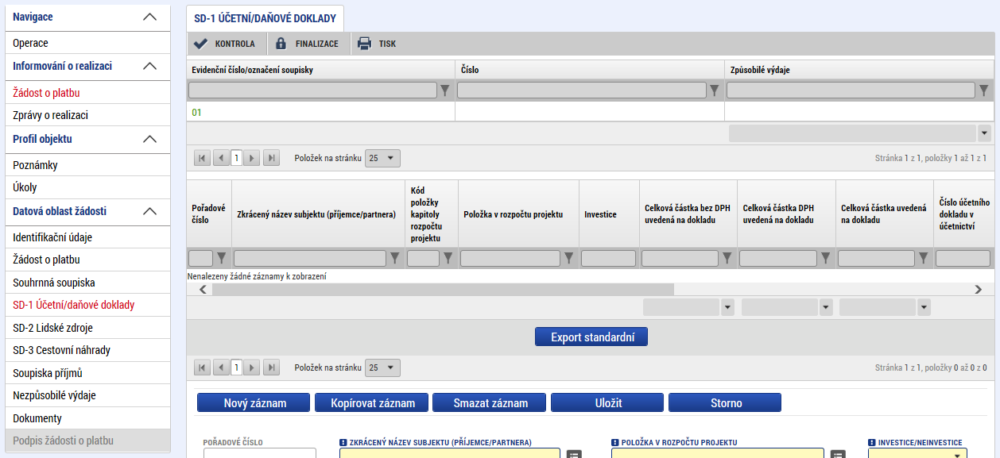 Navigace
Operace
Informování o realizaci
Žádost o platbu
Zprávy o realizaci
Profil objektu
Poznámky
Úkoly
Datová oblast žádosti
Identifikační údaje
Žádost o platbu
Souhrnná soupiska
SD-1 Účetní/daňové doklady
SD-2 Lidské zdroje
SD-3 Cestovní náhrady
Soupiska příjmů
Nezpůsobilé výdaje
Dokumenty
Podpis žádosti o platbu
SD-1 ÚČETNÍ/DAŇOVÉ DOKLADY
KONTROLA FINALIZACE TISK
Evidenční číslo/označení soupisky Číslo Způsobilé výdaje
01
1 Položek na stránku 25 Stránka 1 z 1, položky 1 až 1 z 1
Pořadové číslo
Zkrácený název subjektu (příjemce/partnera)
Kód položky kapitoly rozpočtu projektu
Položka v rozpočtu projektu
Investice
Celková částka bez DPH uvedená na dokladu
Celková částka DPH uvedená na dokladu
Celková částka uvedená na dokladu
Číslo účetního dokladu v účetnictví
Nenalezeny žádné záznamy k zobrazení
Export standardní
1 Položek na stránku 25 Stránka 1 z 1, položky 0 až 0 z 0
Nový záznam Kopírovat záznam Smazat záznam Uložit Storno
POŘADOVÉ ČÍSLO ZKRÁCENÝ NÁZEV SUBJEKTU (PŘÍJEMCE/PARTNERA) POLOŽKA V ROZPOČTU PROJEKTU INVESTICE/NEINVESTICE